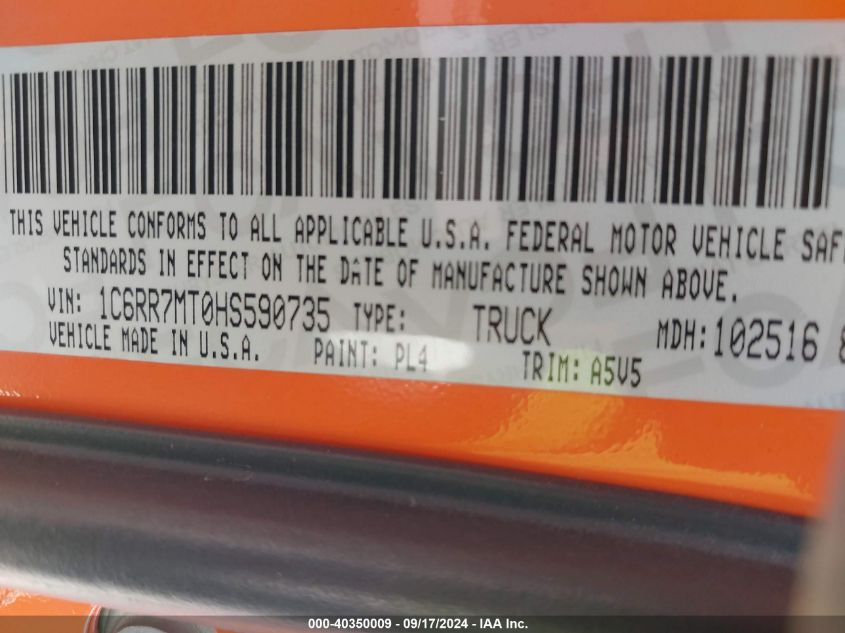 THIS VEHICLE CONFORMS TO ALL APPLICABLE U.S.A. FEDERAL MOTOR VEHICLE SAF
STANDARDS IN EFFECT ON THE DATE OF MANUFACTURE SHOWN ABOVE.
VIN: 1C6RR7MT0HS590735 TYPE: TRUCK MDH: 102516
VEHICLE MADE IN U.S.A. PAINT: PL4 TRIM: A5V5
000-40350009 - 09/17/2024 - IAA Inc.